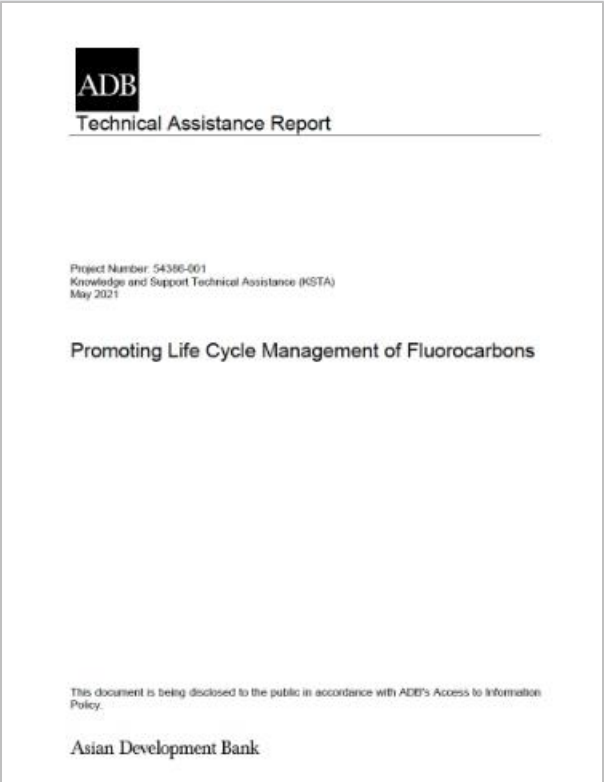 ADB
Technical Assistance Report
Project Number: 54386-001
Knowledge and Support Technical Assistance (KSTA)
May 2021
Promoting Life Cycle Management of Fluorocarbons
This document is being disclosed to the public in accordance with ADB's Access to Information
Policy.
Asian Development Bank